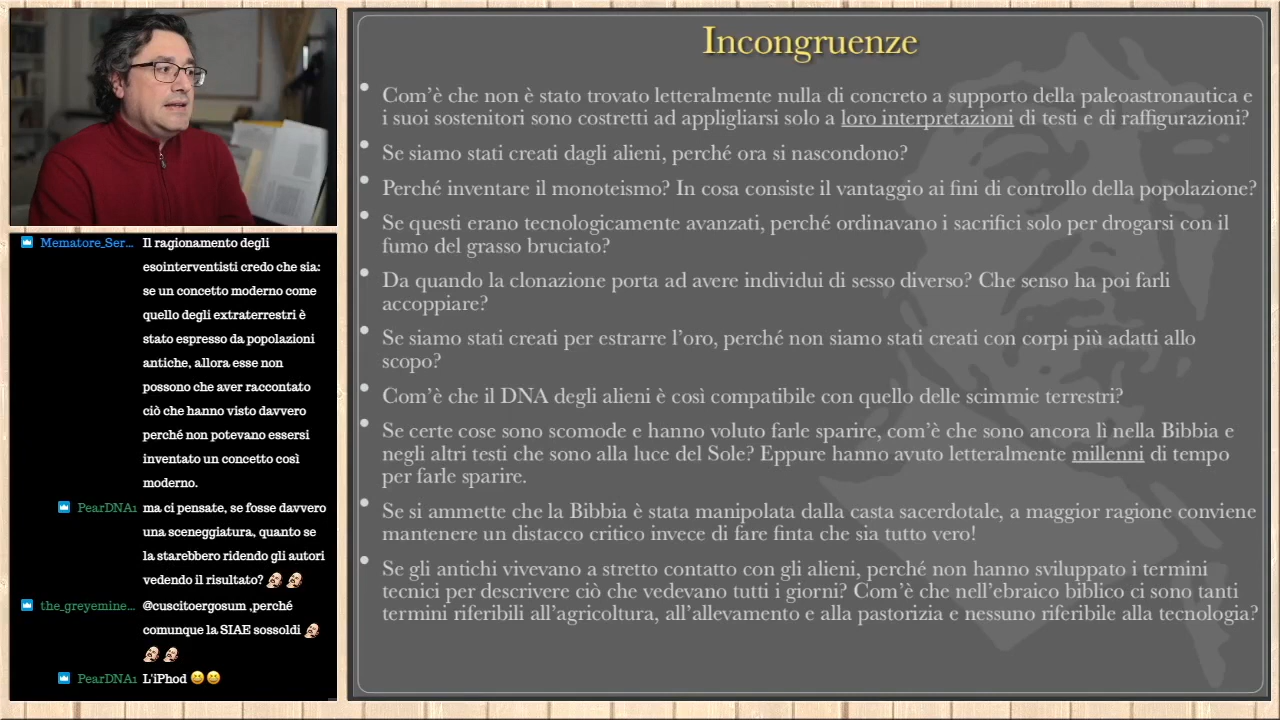 Incongruenze
Com'è che non è stato trovato letteralmente nulla di concreto a supporto della paleoastronautica e
i suoi sostenitori sono costretti ad appligliarsi solo a loro interpretazioni di testi e di raffigurazioni?
Se siamo stati creati dagli alieni, perché ora si nascondono?
Perché inventare il monoteismo? In cosa consiste il vantaggio ai fini di controllo della popolazione?
Se questi erano tecnologicamente avanzati, perché ordinavano i sacrifici solo per drogarsi con il
fumo del grasso bruciato?
Da quando la clonazione porta ad avere individui di sesso diverso? Che senso ha poi farli
accoppiare?
Se siamo stati creati per estrarre l'oro, perché non siamo stati creati con corpi più adatti allo
scopo?
Com'è che il DNA degli alieni è così compatibile con quello delle scimmie terrestri?
Se certe cose sono scomode e hanno voluto farle sparire, com'è che sono ancora lì nella Bibbia e
negli altri testi che sono alla luce del Sole? Eppure hanno avuto letteralmente millenni di tempo
per farle sparire.
Se si ammette che la Bibbia è stata manipolata dalla casta sacerdotale, a maggior ragione conviene
mantenere un distacco critico invece di fare finta che sia tutto vero!
Se gli antichi vivevano a stretto contatto con gli alieni, perché non hanno sviluppato i termini
tecnici per descrivere ciò che vedevano tutti i giorni? Com'è che nell'ebraico biblico ci sono tanti
termini riferibili all'agricoltura, all'allevamento e alla pastorizia e nessuno riferibile alla tecnologia?
Mematore_Ser... Il ragionamento degli
esointerventisti credo che sia:
se un concetto moderno come
quello degli extraterrestri è
stato espresso da popolazioni
antiche, allora esse non
possono che aver raccontato
ciò che hanno visto davvero
perché non potevano essersi
inventato un concetto così
moderno.
PearDNA1 ma ci pensate, se fosse davvero
una sceneggiatura, quanto se
la starebbero ridendo gli autori
vedendo il risultato?
the_greyemine... @cuscitoergosum ,perché
comunque la SIAE sossoldi
PearDNA1 L'iPhod